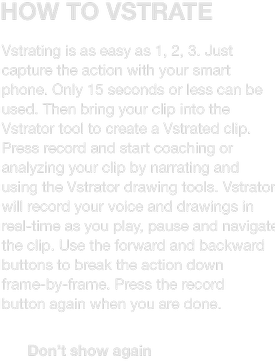 HOW TO VSTRATE
Vstrating is as easy as 1, 2, 3. Just
capture the action with your smart
phone. Only 15 seconds or less can be
used. Then bring your clip into the
Vstrator tool to create a Vstrated clip.
Press record and start coaching or
analyzing your clip by narrating and
using the Vstrator drawing tools. Vstrator
will record your voice and drawings in
real-time as you play, pause and navigate
the clip. Use the forward and backward
buttons to break the action down
frame-by-frame. Press the record
button again when you are done.
Don't show again